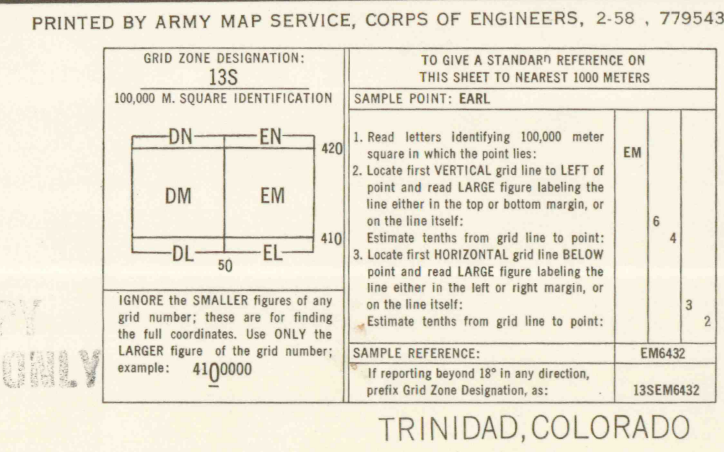 PRINTED BY ARMY MAP SERVICE, CORPS OF ENGINEERS, 2-58 , 779543
GRID ZONE DESIGNATION:
13S
100,000 M. SQUARE IDENTIFICATION
DN EN
420
DM EM
410
DL EL
50
IGNORE the SMALLER figures of any
grid number; these are for finding
the full coordinates. Use ONLY the
LARGER figure of the grid number;
example: 4100000
TO GIVE A STANDARD REFERENCE ON
THIS SHEET TO NEAREST 1000 METERS
SAMPLE POINT: EARL
1. Read letters identifying 100,000 meter
square in which the point lies: EM
2. Locate first VERTICAL grid line to LEFT of
point and read LARGE figure labeling the
line either in the top or bottom margin, or
on the line itself: 6
Estimate tenths from grid line to point: 4
3. Locate first HORIZONTAL grid line BELOW
point and read LARGE figure labeling the
line either in the left or right margin, or
on the line itself: 3
Estimate tenths from grid line to point: 2
SAMPLE REFERENCE: EM6432
If reporting beyond 18° in any direction,
prefix Grid Zone Designation, as: 13SEM6432
ONLY
TRINIDAD, COLORADO